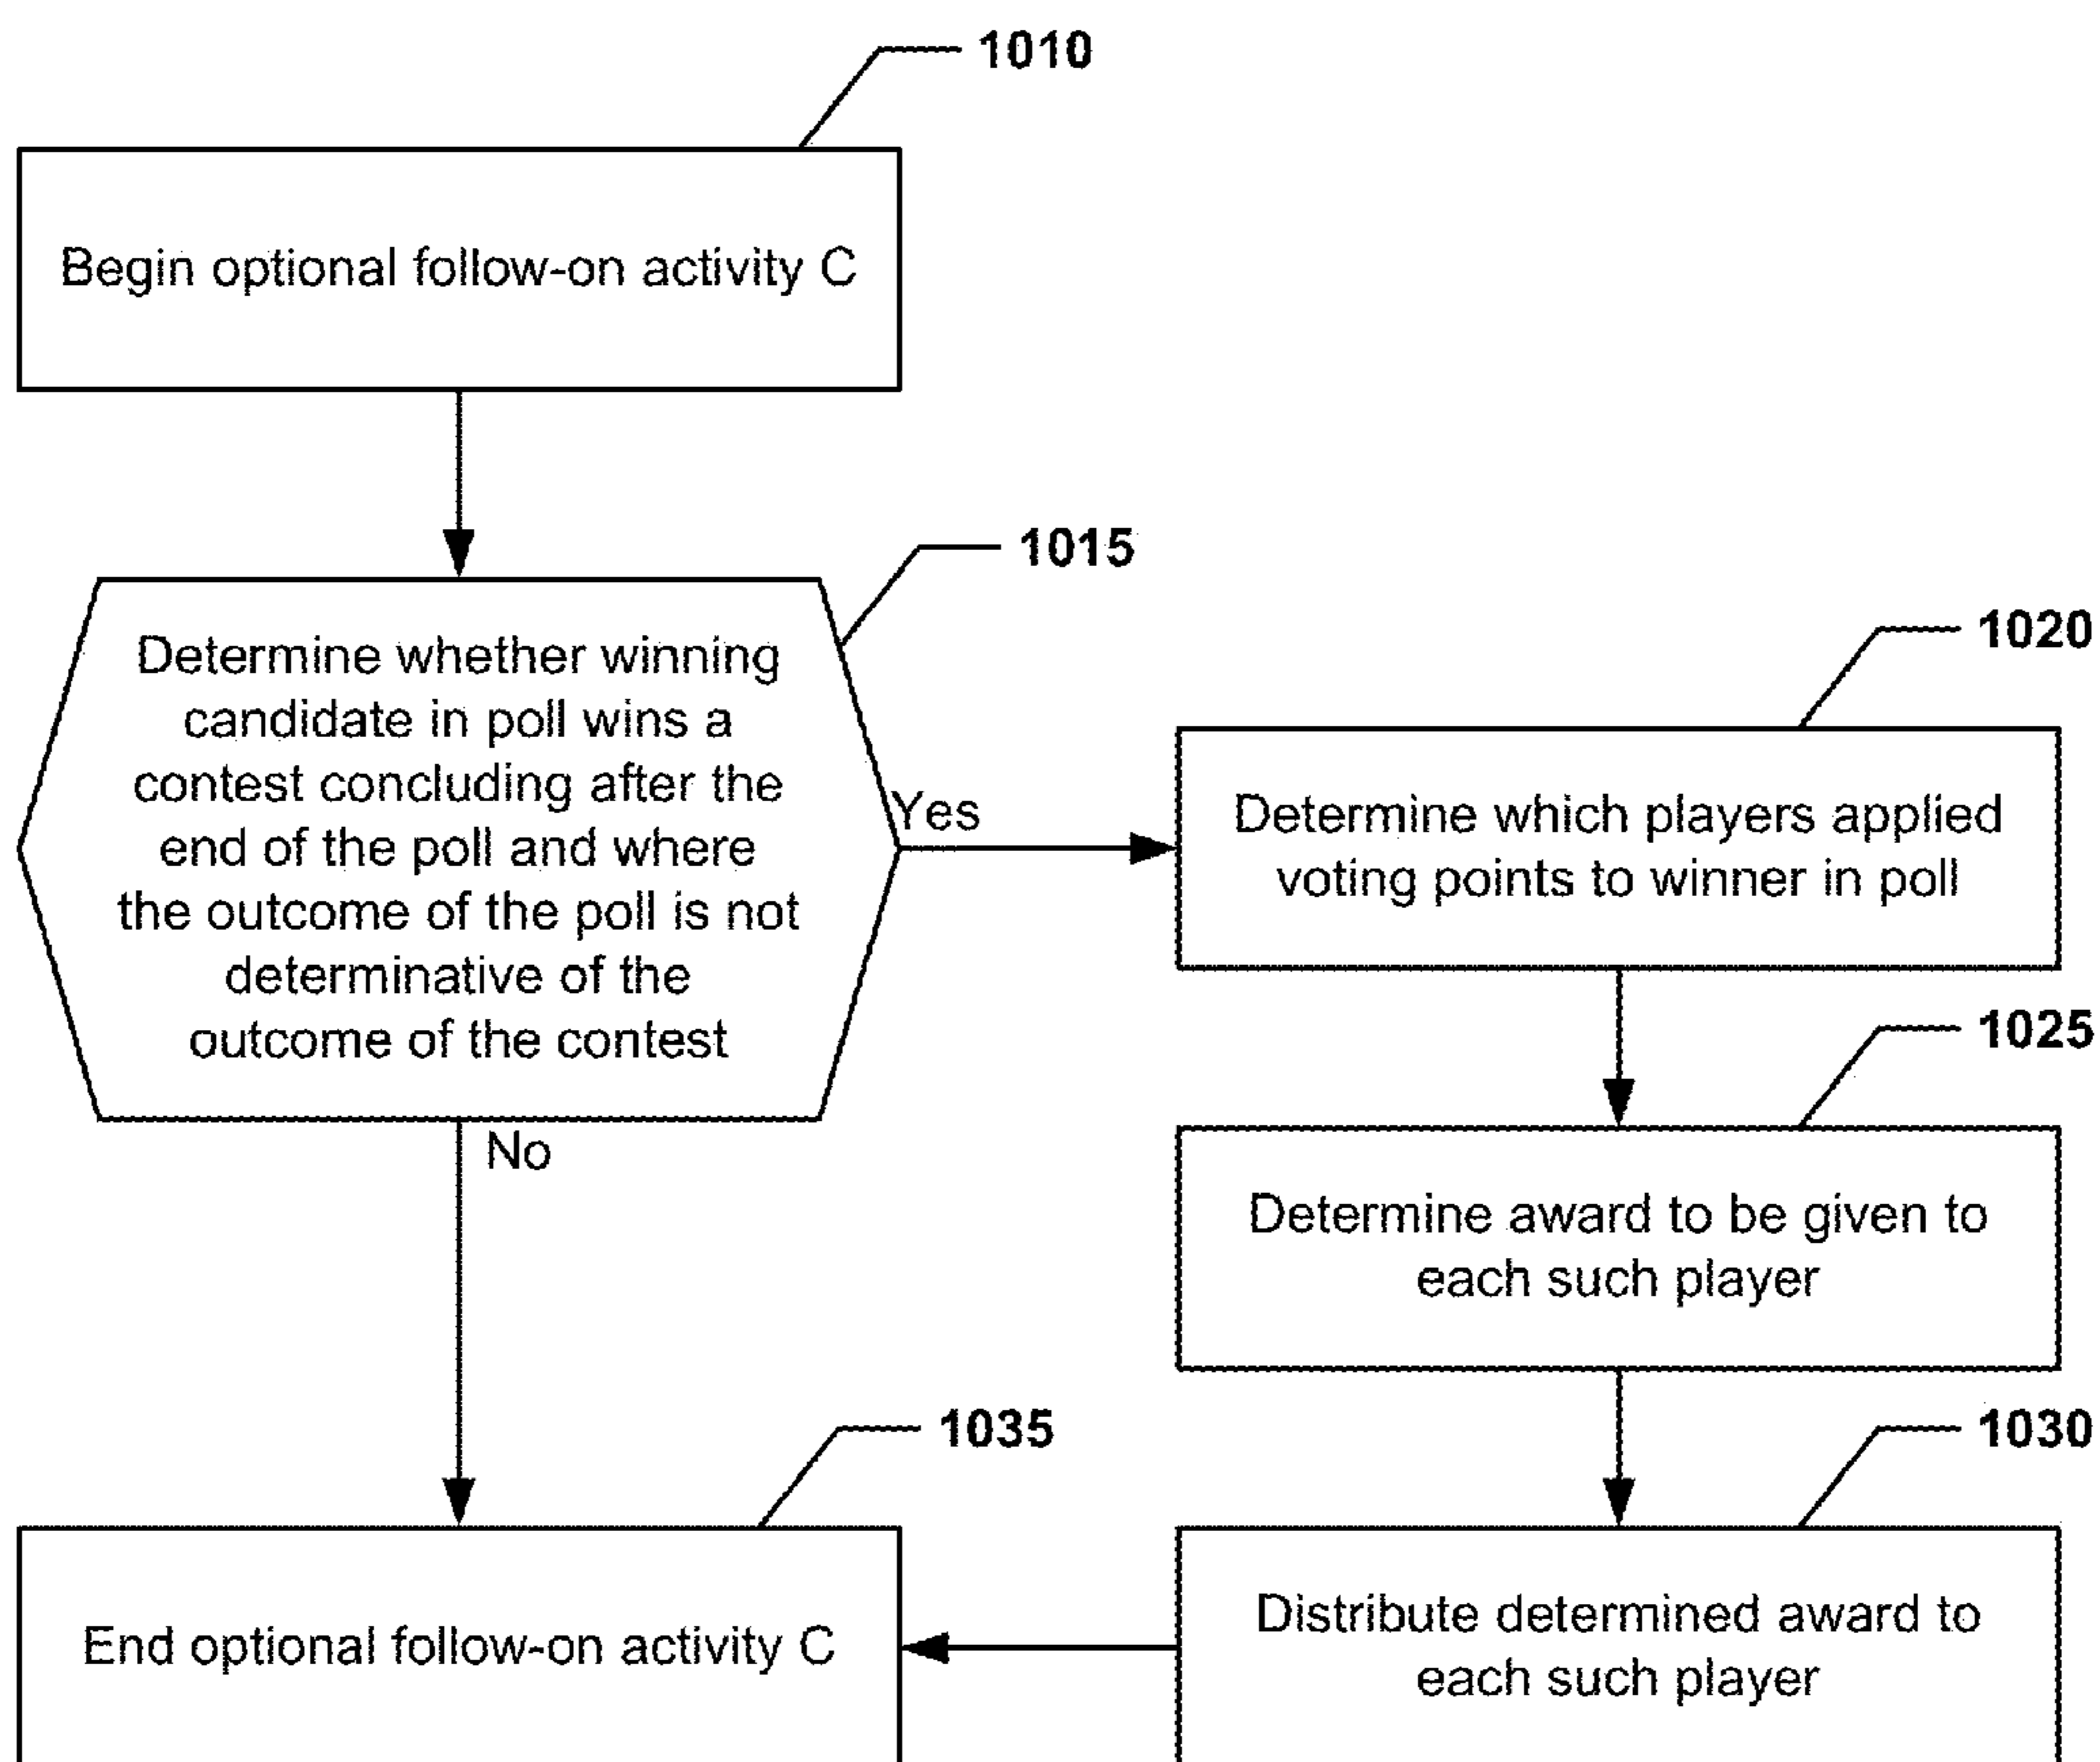 1010
Begin optional follow-on activity C
1015
Determine whether winning
candidate in poll wins a
contest concluding after the
end of the poll and where
the outcome of the poll is not
determinative of the
outcome of the contest
Yes
No
1020
Determine which players applied
voting points to winner in poll
1025
Determine award to be given to
each such player
1030
Distribute determined award to
each such player
1035
End optional follow-on activity C